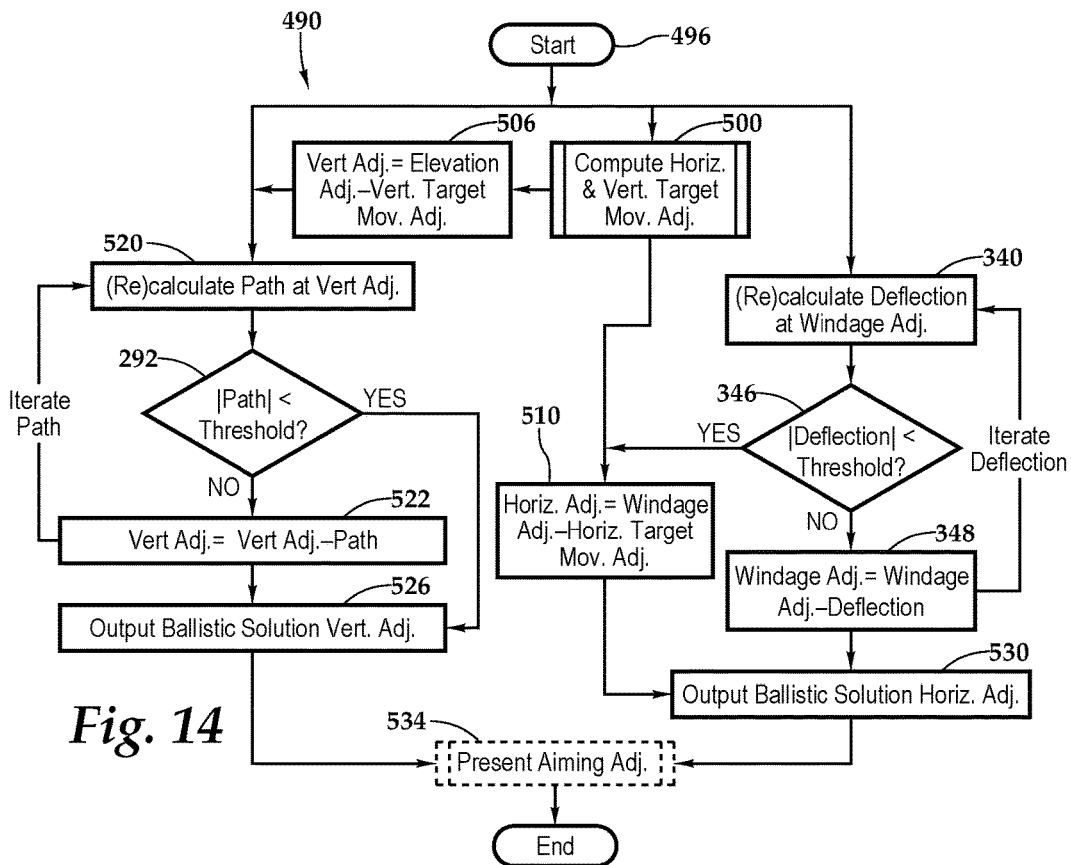 490
Start
496
506
500
Vert Adj.= Elevation
Adj.–Vert. Target
Mov. Adj.
Compute Horiz.
& Vert. Target
Mov. Adj.
520
(Re)calculate Path at Vert Adj.
340
(Re)calculate Deflection
at Windage Adj.
292
|Path| <
Threshold?
YES
NO
Iterate
Path
346
|Deflection| <
Threshold?
YES
NO
Iterate
Deflection
510
Horiz. Adj.= Windage
Adj.–Horiz. Target
Mov. Adj.
522
Vert Adj.= Vert Adj.–Path
348
Windage Adj.= Windage
Adj.–Deflection
526
Output Ballistic Solution Vert. Adj.
530
Output Ballistic Solution Horiz. Adj.
Fig. 14
534
Present Aiming Adj.
End